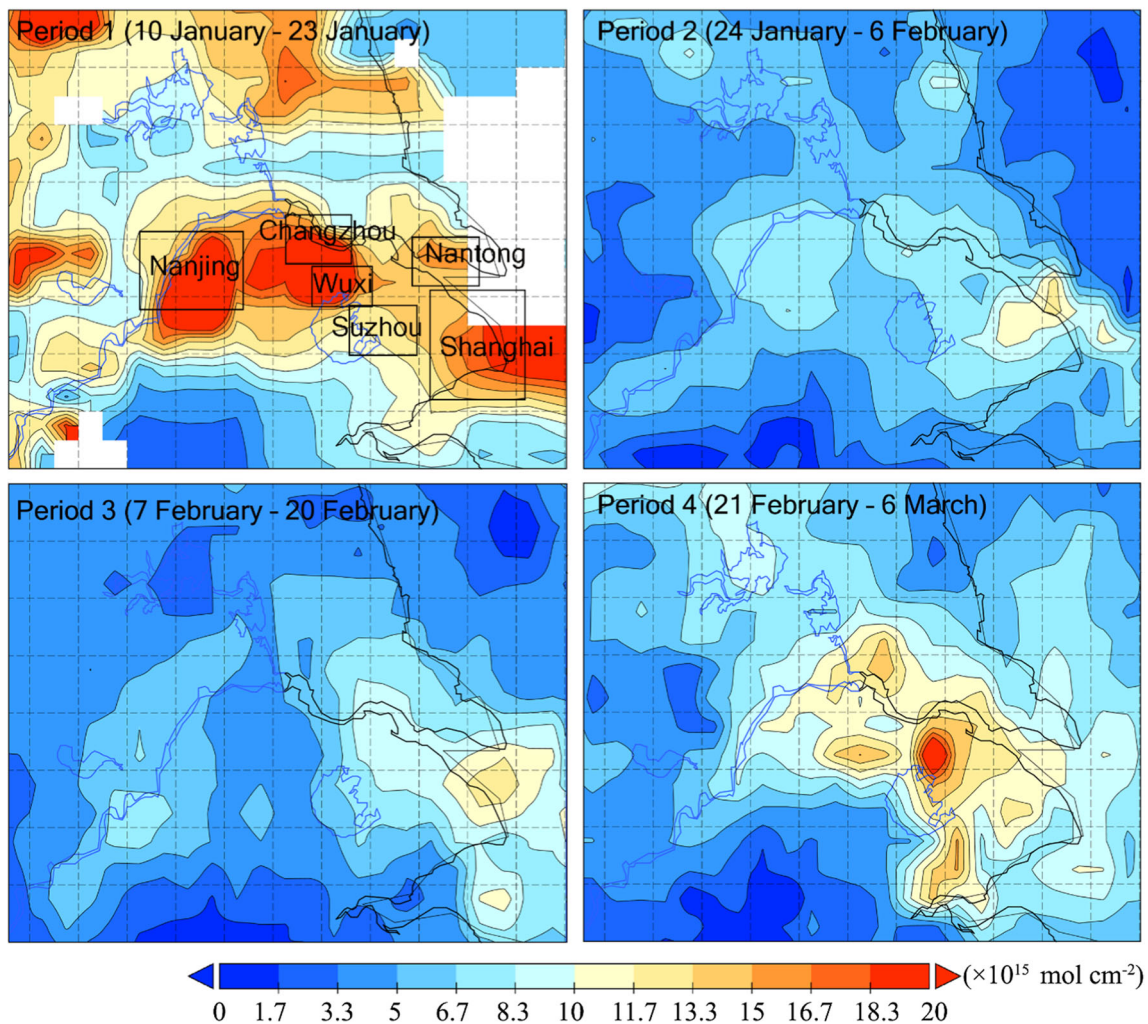 Period 1 (10 January - 23 January)
Period 2 (24 January - 6 February)
Changzhou
Nantong
Nanjing
Wuxi
Suzhou
Shanghai
Period 3 (7 February - 20 February)
Period 4 (21 February - 6 March)
0 1.7 3.3 5 6.7 8.3 10 11.7 13.3 15 16.7 18.3 20
(×10¹⁵ mol cm⁻²)